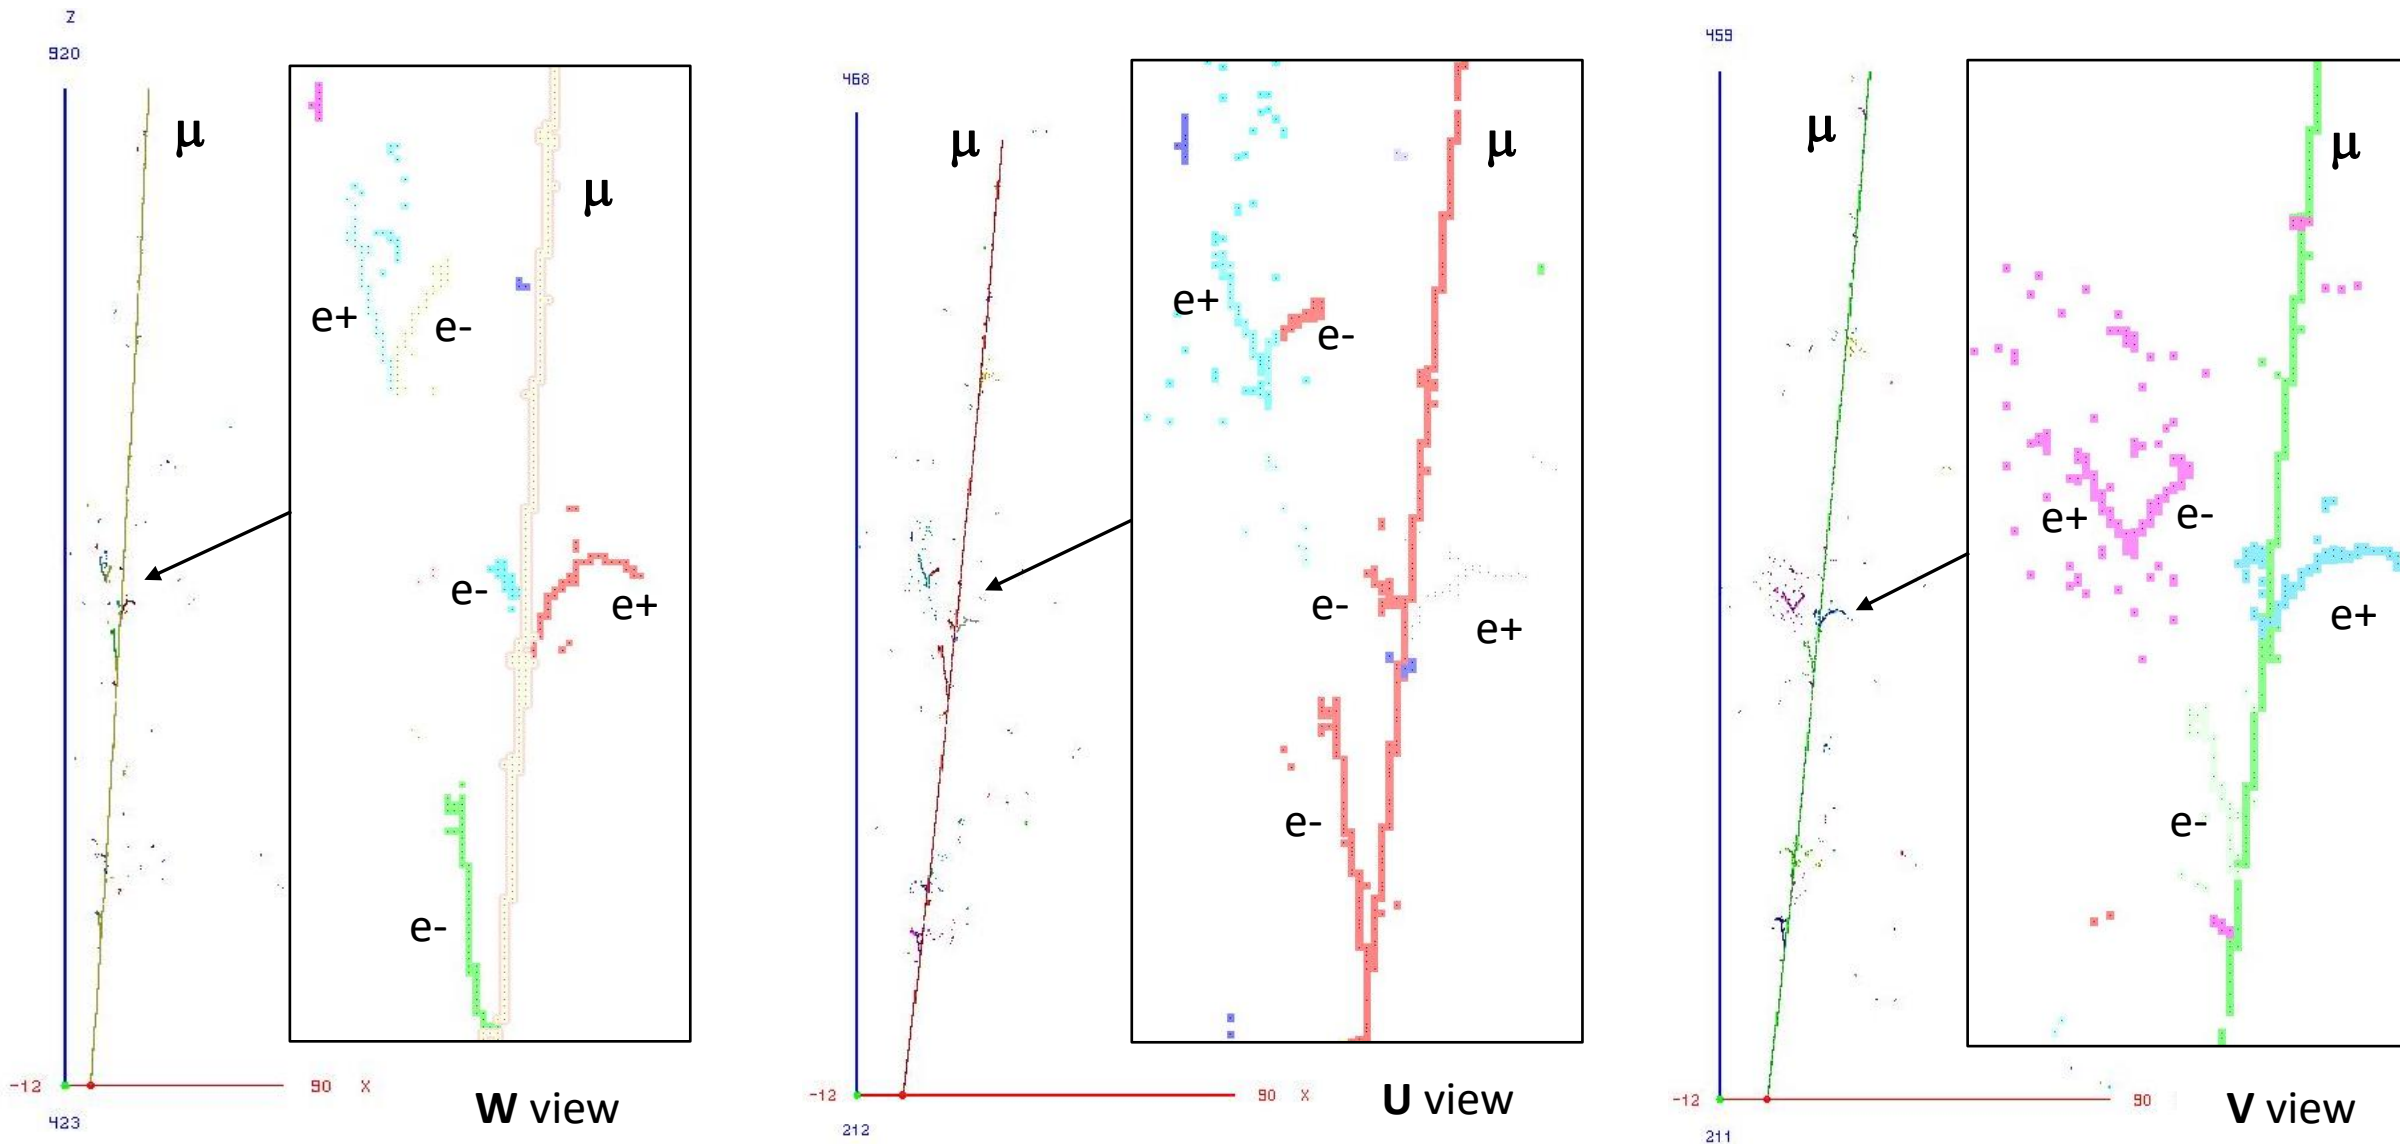 Z
920
μ
μ
e+
e-
e-
e+
e-
-12
90 X
423
W view
468
μ
μ
e+
e-
e-
e+
e-
-12
90 X
212
U view
459
μ
μ
e+
e-
e+
e-
-12
90
211
V view